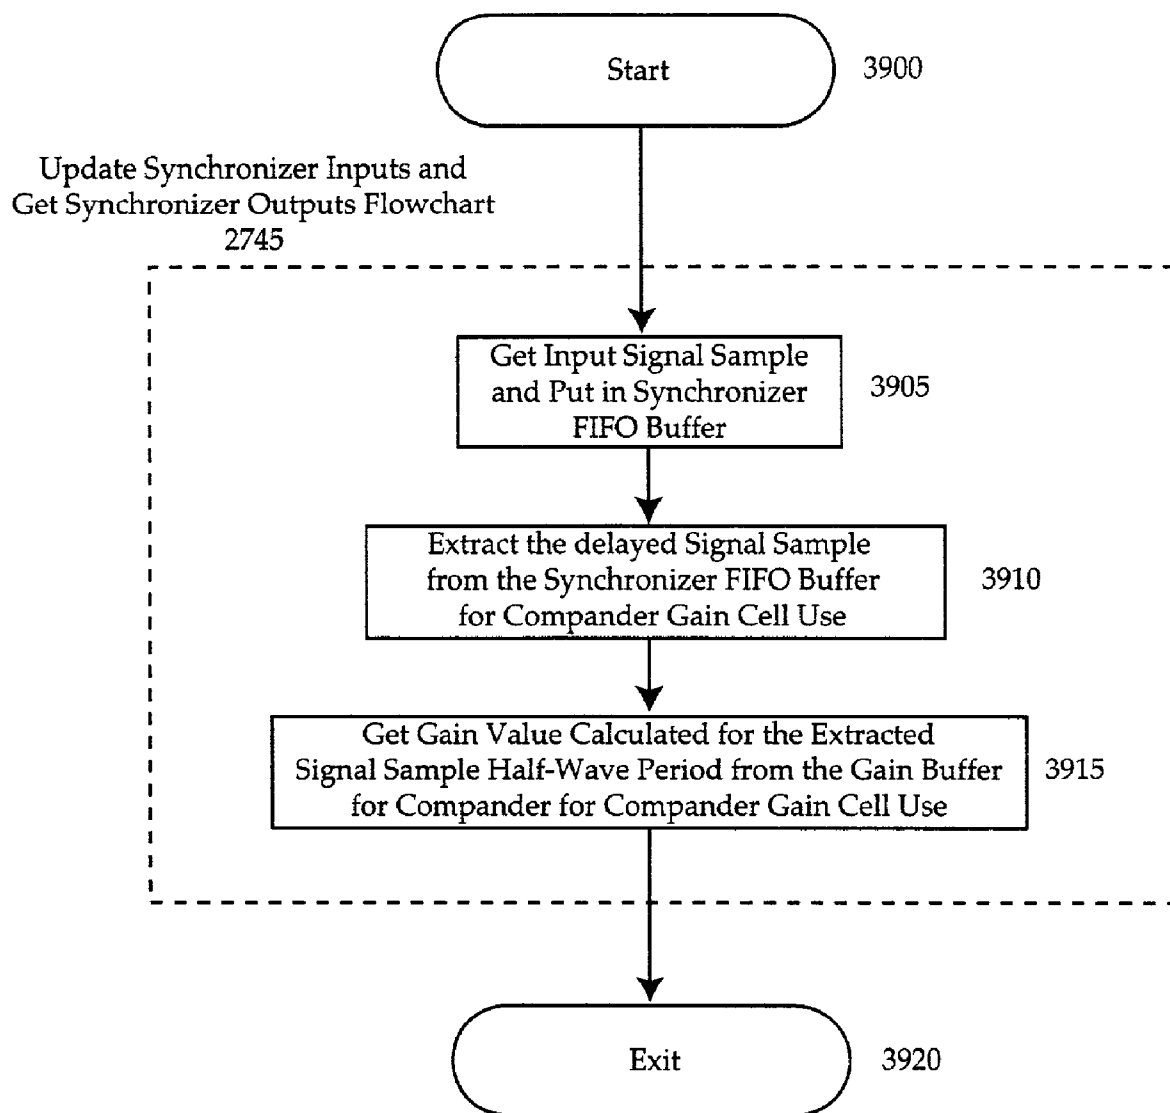 Start
3900
Update Synchronizer Inputs and
Get Synchronizer Outputs Flowchart
2745
Get Input Signal Sample
and Put in Synchronizer
FIFO Buffer
3905
Extract the delayed Signal Sample
from the Synchronizer FIFO Buffer
for Compander Gain Cell Use
3910
Get Gain Value Calculated for the Extracted
Signal Sample Half-Wave Period from the Gain Buffer
for Compander for Compander Gain Cell Use
3915
Exit
3920